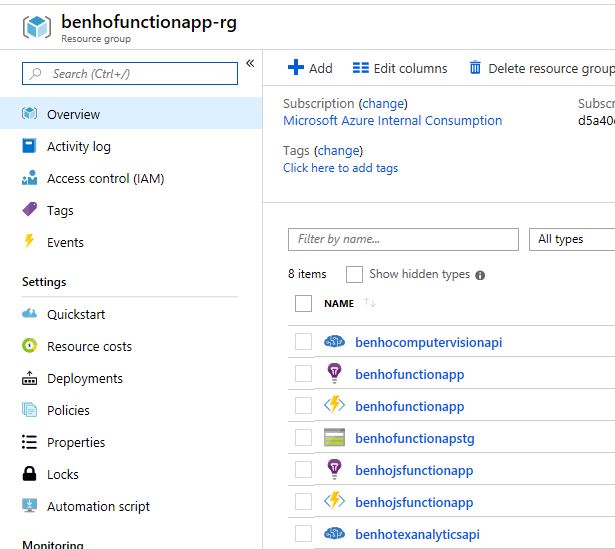 benhofunctionapp-rg
Resource group
Search (Ctrl+/)
«
Overview
Activity log
Access control (IAM)
Tags
Events
Settings
Quickstart
Resource costs
Deployments
Policies
Properties
Locks
Automation script
Monitoring
Add
Edit columns
Delete resource group
Subscription (change)
Microsoft Azure Internal Consumption
Subscr
d5a40
Tags (change)
Click here to add tags
Filter by name...
All types
8 items
Show hidden types
NAME
benhocomputervisionapi
benhofunctionapp
benhofunctionapp
benhofunctionapstg
benhojsfunctionapp
benhojsfunctionapp
benhotexanalyticsapi